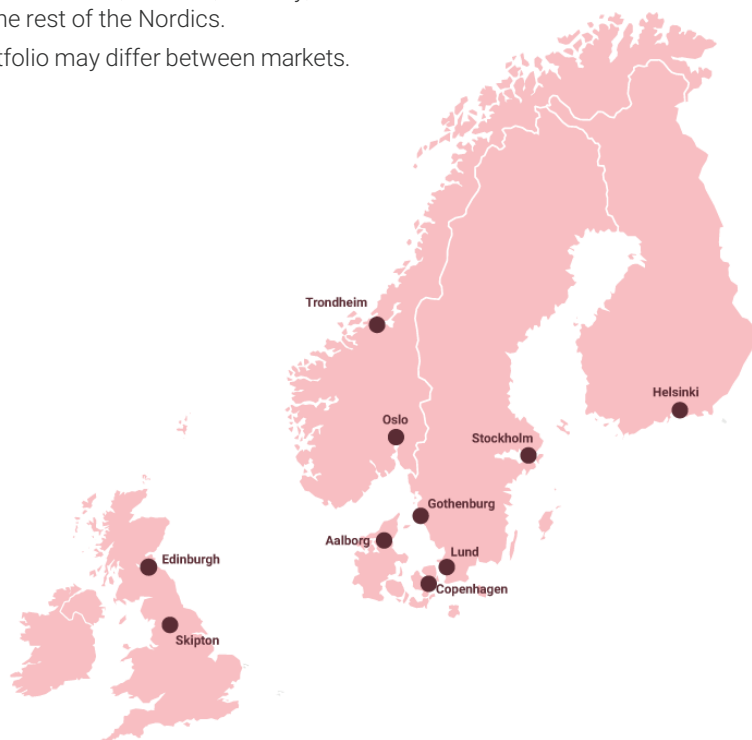 ne rest of the Nordics.
tfolio may differ between markets.
Trondheim
Oslo
Helsinki
Stockholm
Gothenburg
Aalborg
Lund
Edinburgh
Copenhagen
Skipton